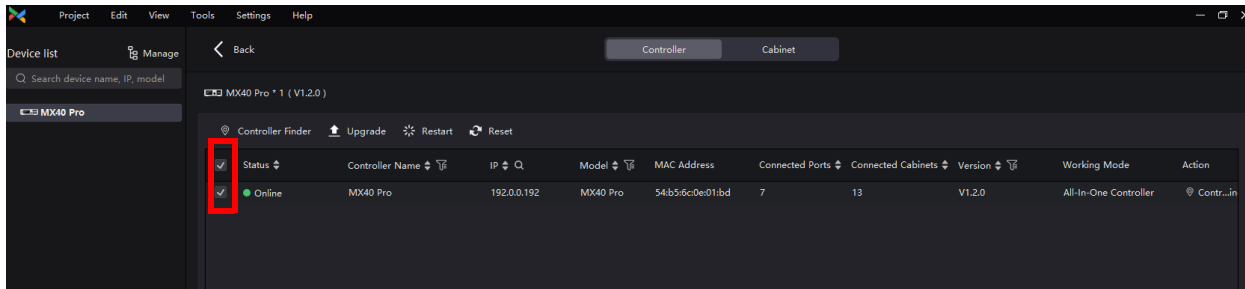 Project Edit View Tools Settings Help
Device list Manage
Search device name, IP, model
MX40 Pro
Back Controller Cabinet
MX40 Pro * 1 ( V1.2.0 )
Controller Finder Upgrade Restart Reset
Status Controller Name IP Model MAC Address Connected Ports Connected Cabinets Version Working Mode Action
Online MX40 Pro 192.0.0.192 MX40 Pro 54:b5:6c:0e:01:bd 7 13 V1.2.0 All-In-One Controller Contr...in